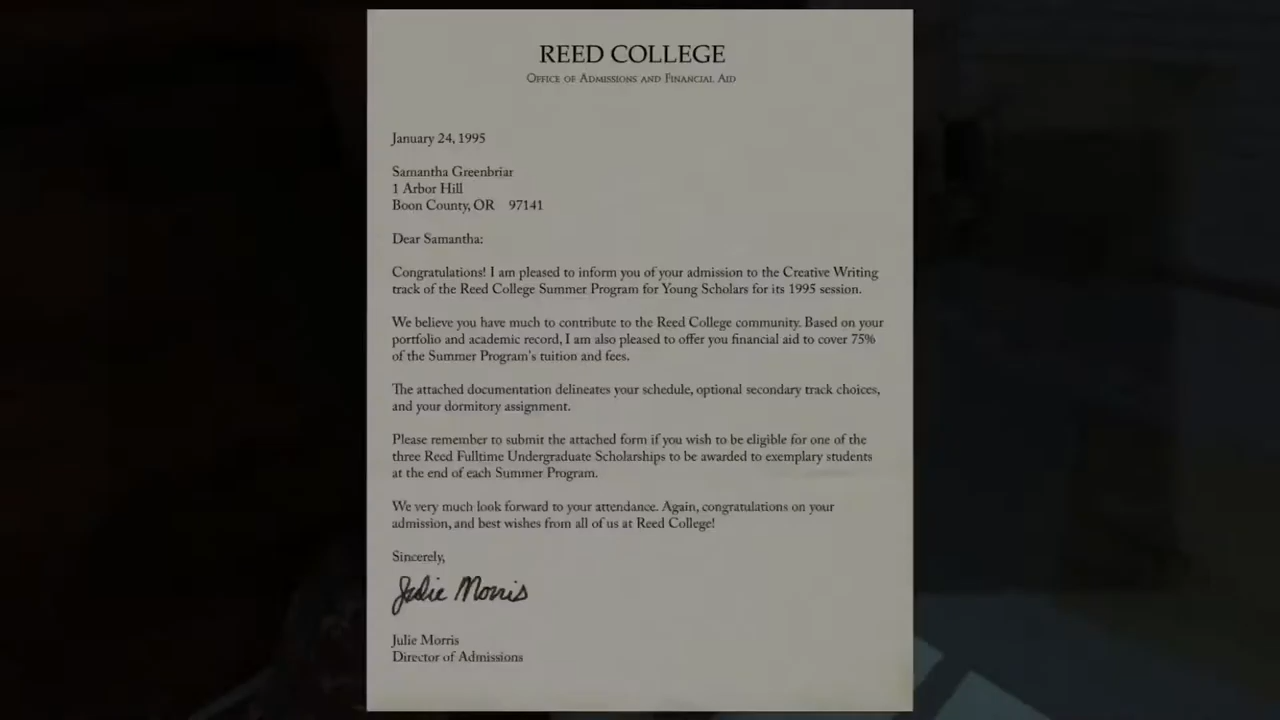 REED COLLEGE
Office of Admissions and Financial Aid
January 24, 1995
Samantha Greenbriar
1 Arbor Hill
Boon County, OR 97141
Dear Samantha:
Congratulations! I am pleased to inform you of your admission to the Creative Writing
track of the Reed College Summer Program for Young Scholars for its 1995 session.
We believe you have much to contribute to the Reed College community. Based on your
portfolio and academic record, I am also pleased to offer you financial aid to cover 75%
of the Summer Program's tuition and fees.
The attached documentation delineates your schedule, optional secondary track choices,
and your dormitory assignment.
Please remember to submit the attached form if you wish to be eligible for one of the
three Reed Fulltime Undergraduate Scholarships to be awarded to exemplary students
at the end of each Summer Program.
We very much look forward to your attendance. Again, congratulations on your
admission, and best wishes from all of us at Reed College!
Sincerely,
Julie Morris
Julie Morris
Director of Admissions